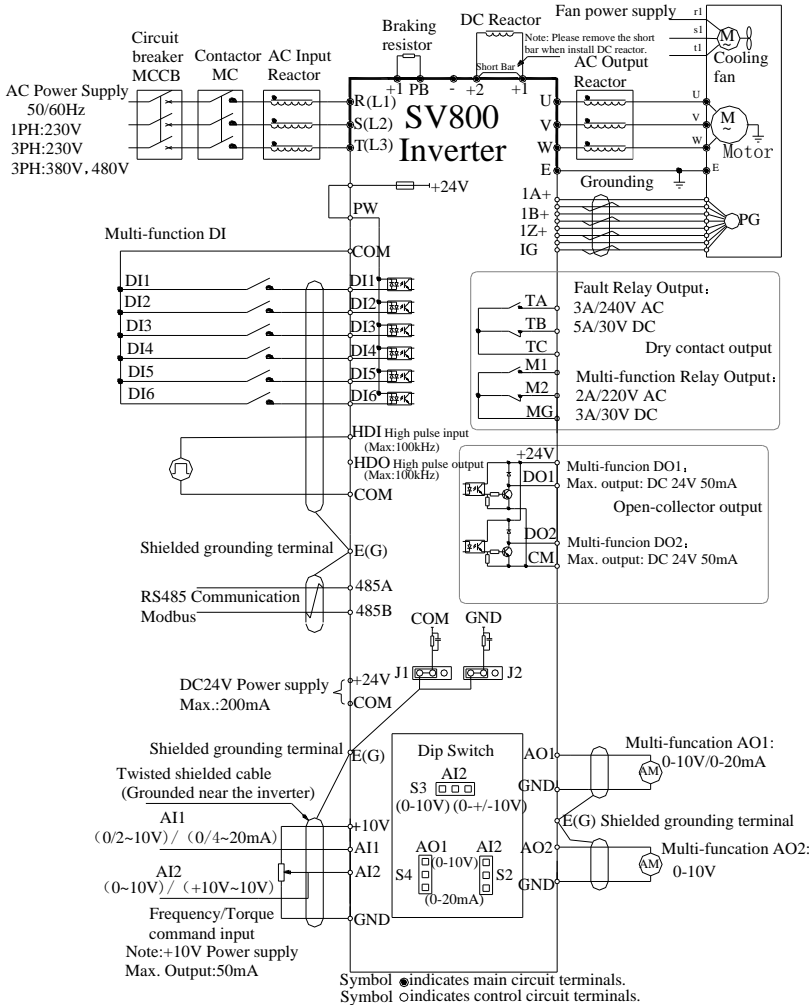 Fan power supply
r1
s1
t1
M
~
Cooling
fan
DC Reactor
Note: Please remove the short
bar when install DC reactor.
Short Bar
Braking
resistor
Circuit
breaker
MCCB
Contactor
MC
AC Input
Reactor
AC Output
Reactor
+1 PB - +2 +1
AC Power Supply
50/60Hz
1PH:230V
3PH:230V
3PH:380V, 480V
R(L1)
S(L2)
T(L3)
SV800
Inverter
U
V
W
E
U
V
W
E
M
~
Motor
Grounding
+24V
PW
COM
1A+
1B+
1Z+
IG
PG
Multi-function DI
DI1
DI2
DI3
DI4
DI5
DI6
DI1
DI2
DI3
DI4
DI5
DI6
TA
TB
TC
M1
M2
MG
Fault Relay Output:
3A/240V AC
5A/30V DC
Dry contact output
Multi-function Relay Output:
2A/220V AC
3A/30V DC
HDI High pulse input
(Max:100kHz)
HDO High pulse output
(Max:100kHz)
COM
+24V
DO1
DO2
CM
Multi-funcion DO1:
Max. output: DC 24V 50mA
Open-collector output
Multi-funcion DO2:
Max. output: DC 24V 50mA
Shielded grounding terminal
E(G)
RS485 Communication
Modbus
485A
485B
COM
GND
J1
J2
DC24V Power supply
Max.:200mA
+24V
COM
Shielded grounding terminal
E(G)
Twisted shielded cable
(Grounded near the inverter)
AI1
(0/2~10V)/ (0/4~20mA)
AI2
(0~10V)/ (+10V~10V)
Frequency/Torque
command input
Note:+10V Power supply
Max. Output:50mA
+10V
AI1
AI2
GND
Dip Switch
AI2
S3
(0-10V) (0-+/-10V)
AO1
AI2
(0-10V)
S4
S2
(0-20mA)
AO1
GND
AM
Multi-funcation AO1:
0-10V/0-20mA
E(G) Shielded grounding terminal
AO2
GND
AM
Multi-funcation AO2:
0-10V
Symbol indicates main circuit terminals.
Symbol indicates control circuit terminals.